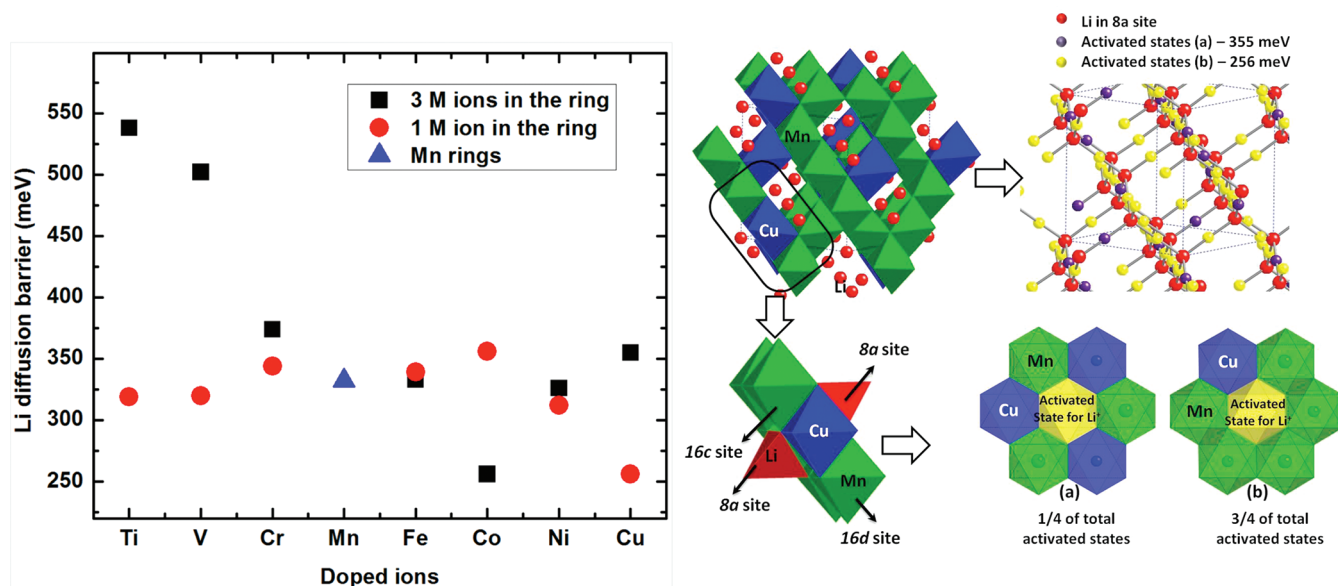 550
500
450
400
350
300
250
Li diffusion barrier (meV)
3 M ions in the ring
1 M ion in the ring
Mn rings
Ti V Cr Mn Fe Co Ni Cu
Doped ions
Mn
Cu
Li
Li in 8a site
Activated states (a) – 355 meV
Activated states (b) – 256 meV
8a site
Cu
16c site
Li
Mn
8a site
16d site
Mn
Cu
Activated
State for Li⁺
(a)
1/4 of total
activated states
Cu
Mn
Activated
State for Li⁺
(b)
3/4 of total
activated states